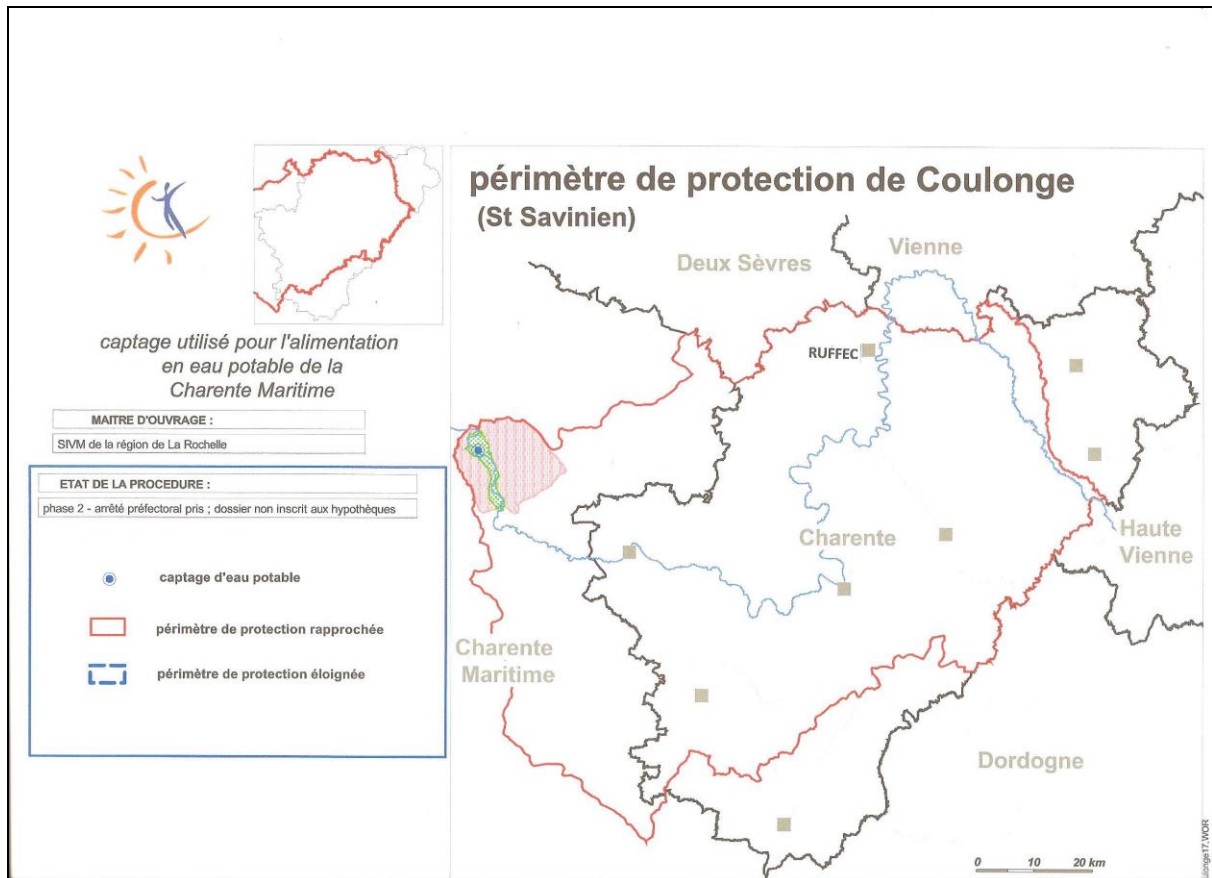 périmètre de protection de Coulonge
(St Savinien)
captage utilisé pour l'alimentation
en eau potable de la
Charente Maritime
MAITRE D'OUVRAGE :
SIVM de la région de La Rochelle
ETAT DE LA PROCEDURE :
phase 2 - arrêté préfectoral pris ; dossier non inscrit aux hypothèques
captage d'eau potable
périmètre de protection rapprochée
périmètre de protection éloignée
Deux Sèvres
Vienne
RUFFEC
Charente
Haute
Vienne
Charente
Maritime
Dordogne
0 10 20 km
ulonge17.WOR